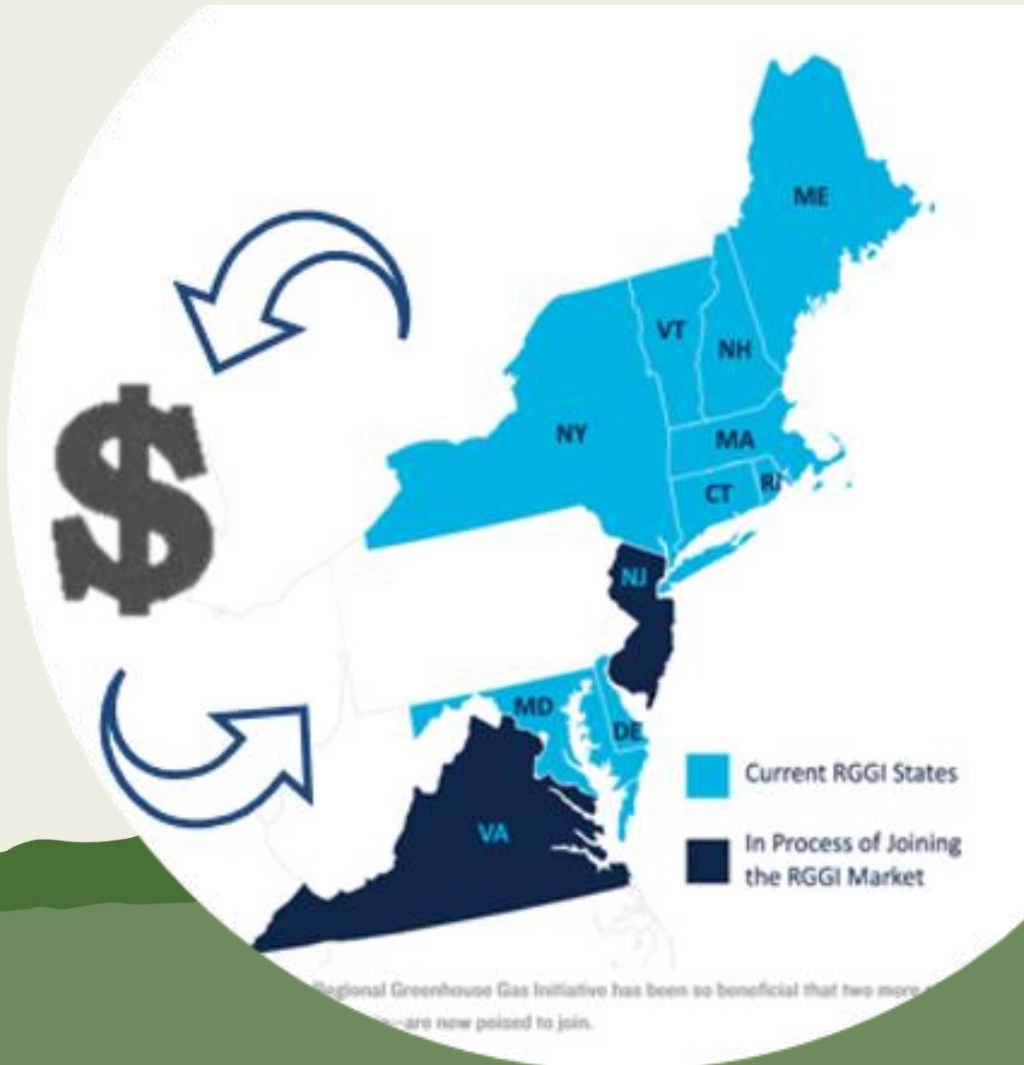 ME
VT
NH
NY
MA
CT
RI
NJ
MD
DE
VA
$
Current RGGI States
In Process of Joining
the RGGI Market
Regional Greenhouse Gas Initiative has been so beneficial that two more
—are now poised to join.